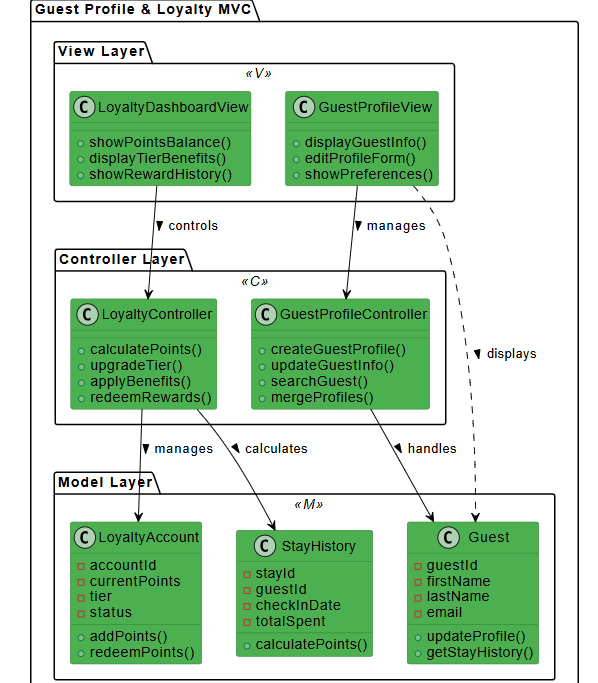 Guest Profile & Loyalty MVC
View Layer
«V»
C LoyaltyDashboardView
showPointsBalance()
displayTierBenefits()
showRewardHistory()
C GuestProfileView
displayGuestInfo()
editProfileForm()
showPreferences()
controls
manages
displays
Controller Layer
«C»
C LoyaltyController
calculatePoints()
upgradeTier()
applyBenefits()
redeemRewards()
C GuestProfileController
createGuestProfile()
updateGuestInfo()
searchGuest()
mergeProfiles()
manages
calculates
handles
Model Layer
«M»
C LoyaltyAccount
accountId
currentPoints
tier
status
addPoints()
redeemPoints()
C StayHistory
stayId
guestId
checkInDate
totalSpent
calculatePoints()
C Guest
guestId
firstName
lastName
email
updateProfile()
getStayHistory()